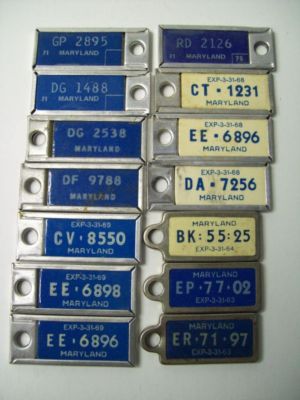 GP 2895
71 MARYLAND
DG 1488
71 MARYLAND
DG 2538
MARYLAND
DF 9788
MARYLAND
EXP-3-31-69
CV·8550
MARYLAND
EXP-3-31-69
EE·6898
MARYLAND
EXP-3-31-69
EE·6896
MARYLAND
RD 2126
71 MARYLAND 75
EXP-3-31-68
CT·1231
MARYLAND
EXP-3-31-68
EE·6896
MARYLAND
EXP-3-31-68
DA·7256
MARYLAND
MARYLAND
BK:55:25
EXP-3-31-64
MARYLAND
EP·77·02
EXP-3-31-63
MARYLAND
ER·71·97
EXP-3-31-63